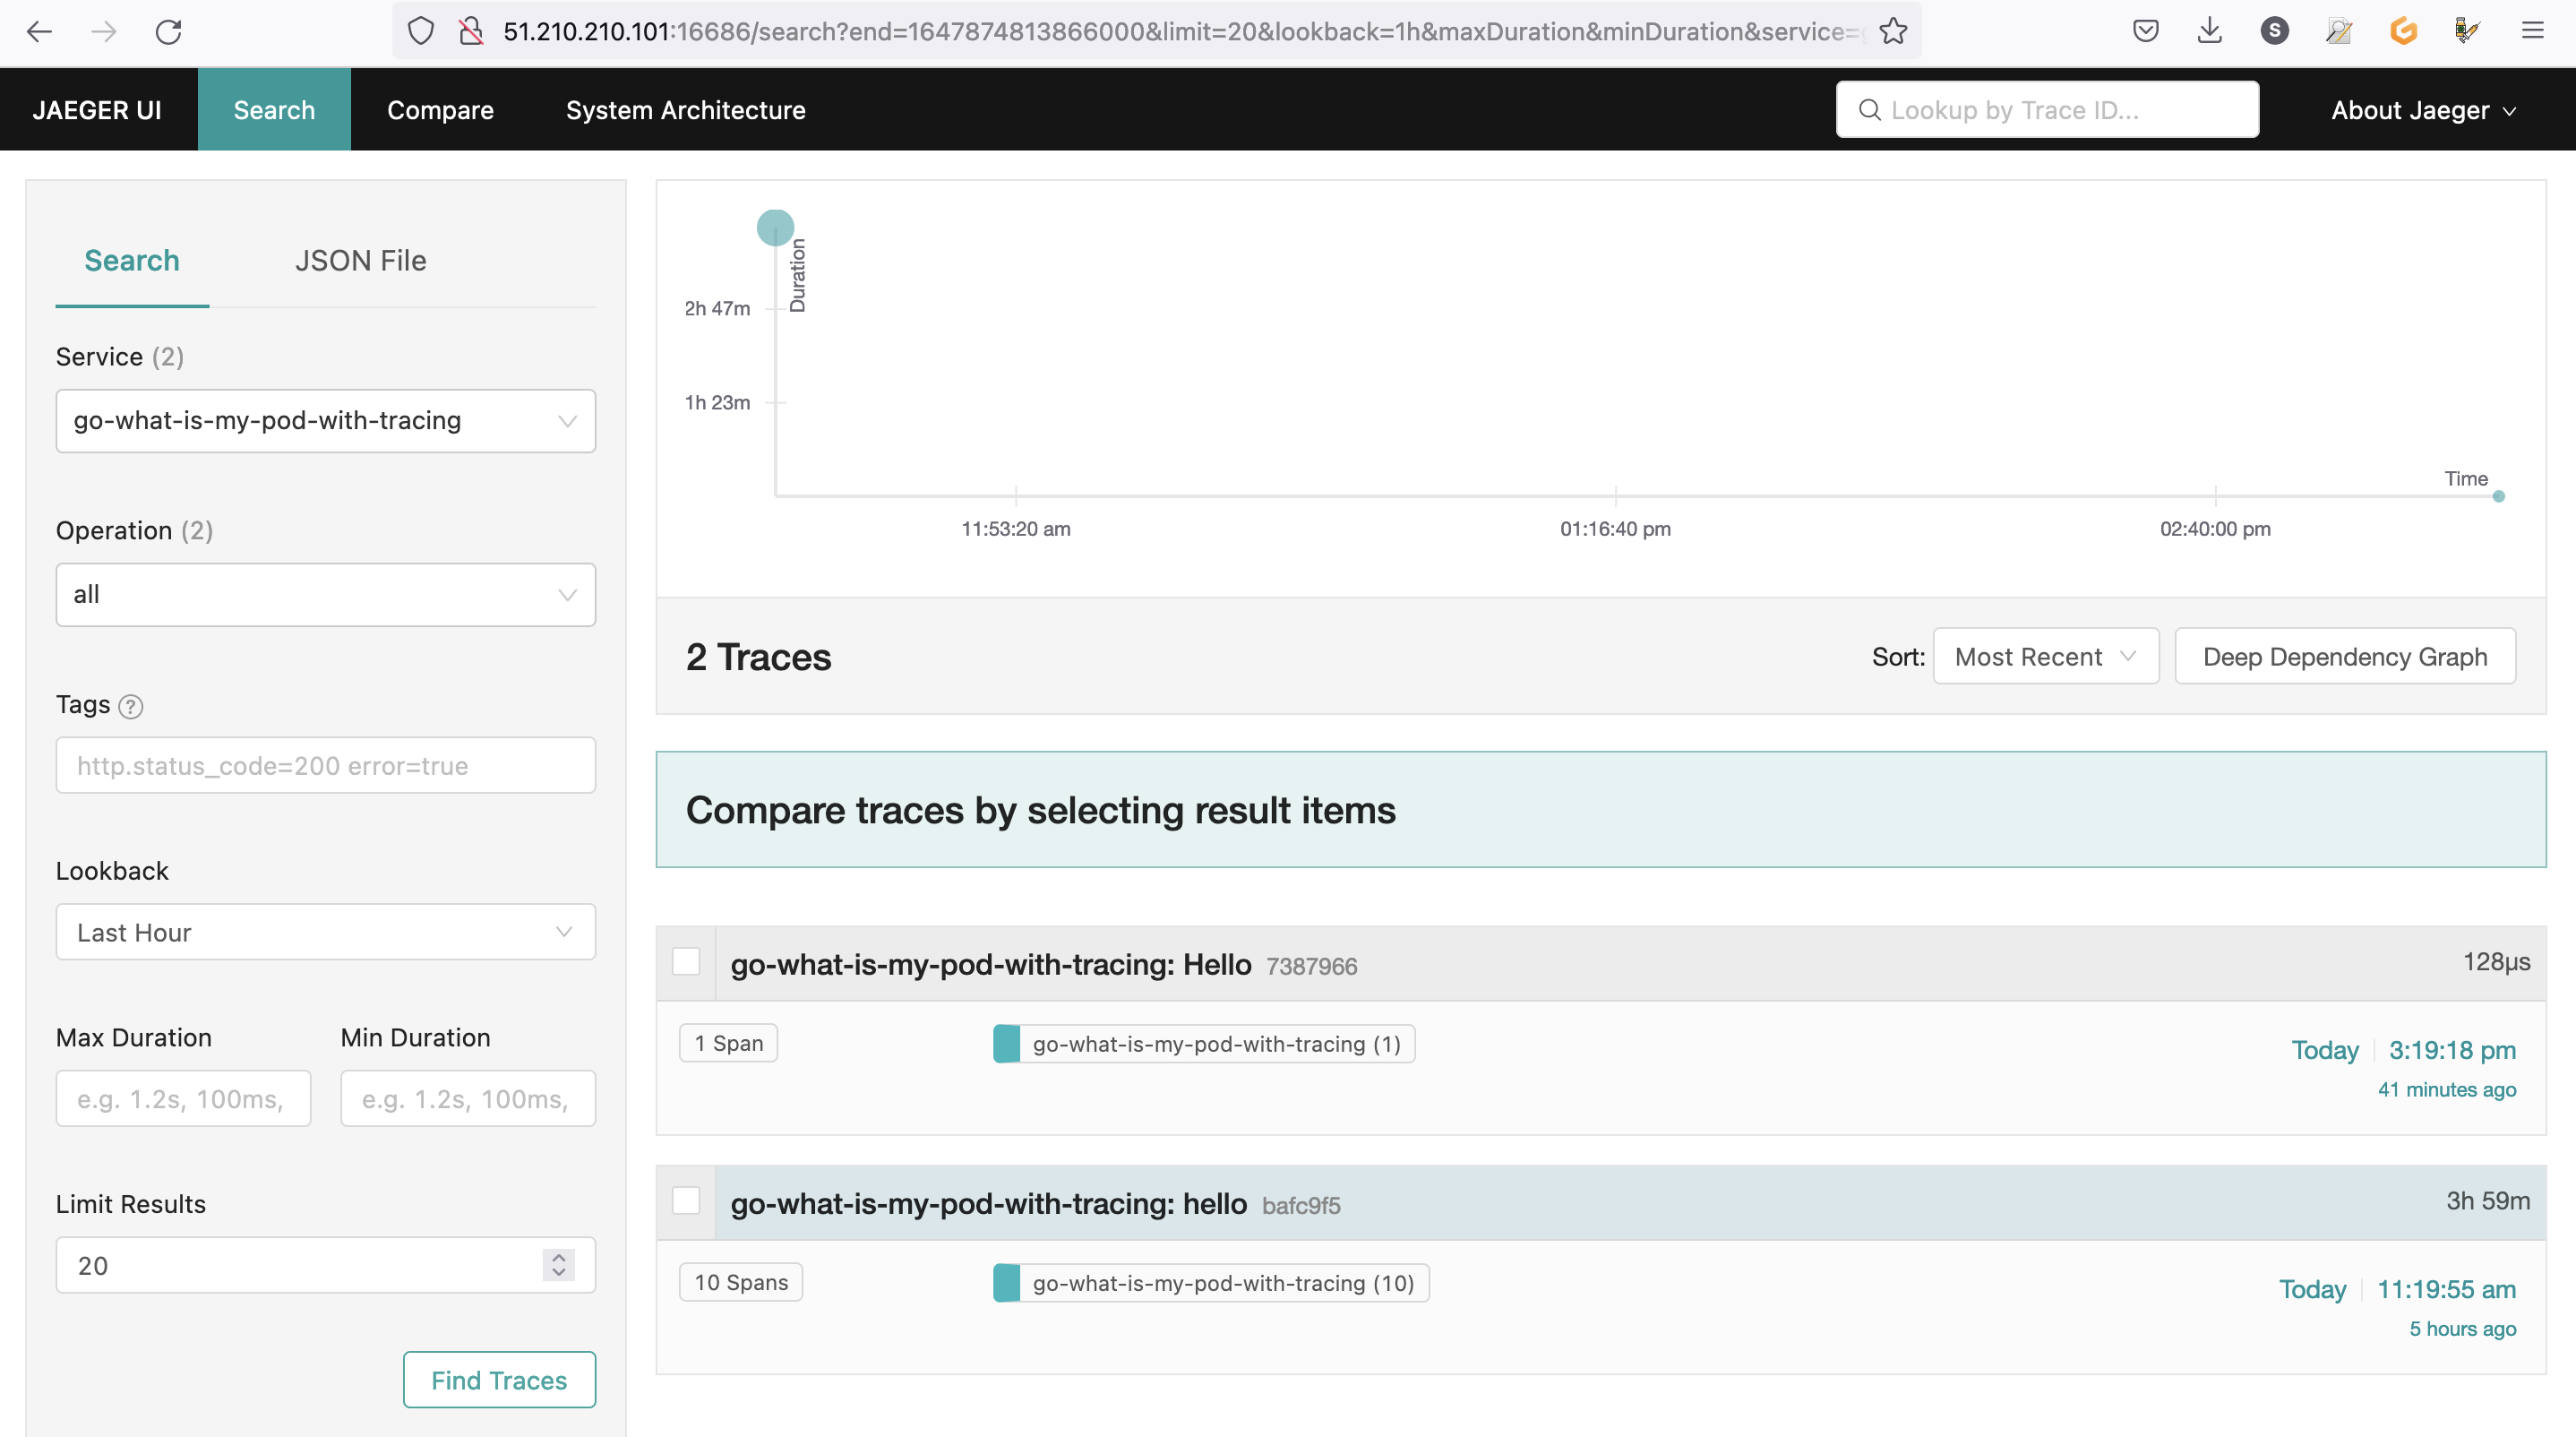 51.210.210.101:16686/search?end=1647874813866000&limit=20&lookback=1h&maxDuration&minDuration&service=
S
JAEGER UI
Search
Compare
System Architecture
Lookup by Trace ID...
About Jaeger
Search
JSON File
Service (2)
go-what-is-my-pod-with-tracing
Operation (2)
all
Tags ?
http.status_code=200 error=true
Lookback
Last Hour
Max Duration
Min Duration
e.g. 1.2s, 100ms,
e.g. 1.2s, 100ms,
Limit Results
20
Find Traces
Duration
2h 47m
1h 23m
Time
11:53:20 am
01:16:40 pm
02:40:00 pm
2 Traces
Sort:
Most Recent
Deep Dependency Graph
Compare traces by selecting result items
go-what-is-my-pod-with-tracing: Hello 7387966
128μs
1 Span
go-what-is-my-pod-with-tracing (1)
Today
3:19:18 pm
41 minutes ago
go-what-is-my-pod-with-tracing: hello bafc9f5
3h 59m
10 Spans
go-what-is-my-pod-with-tracing (10)
Today
11:19:55 am
5 hours ago